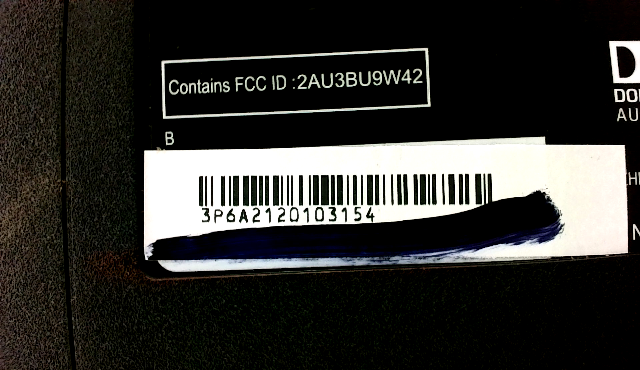 Contains FCC ID :2AU3BU9W42
B
3P6A2120103154